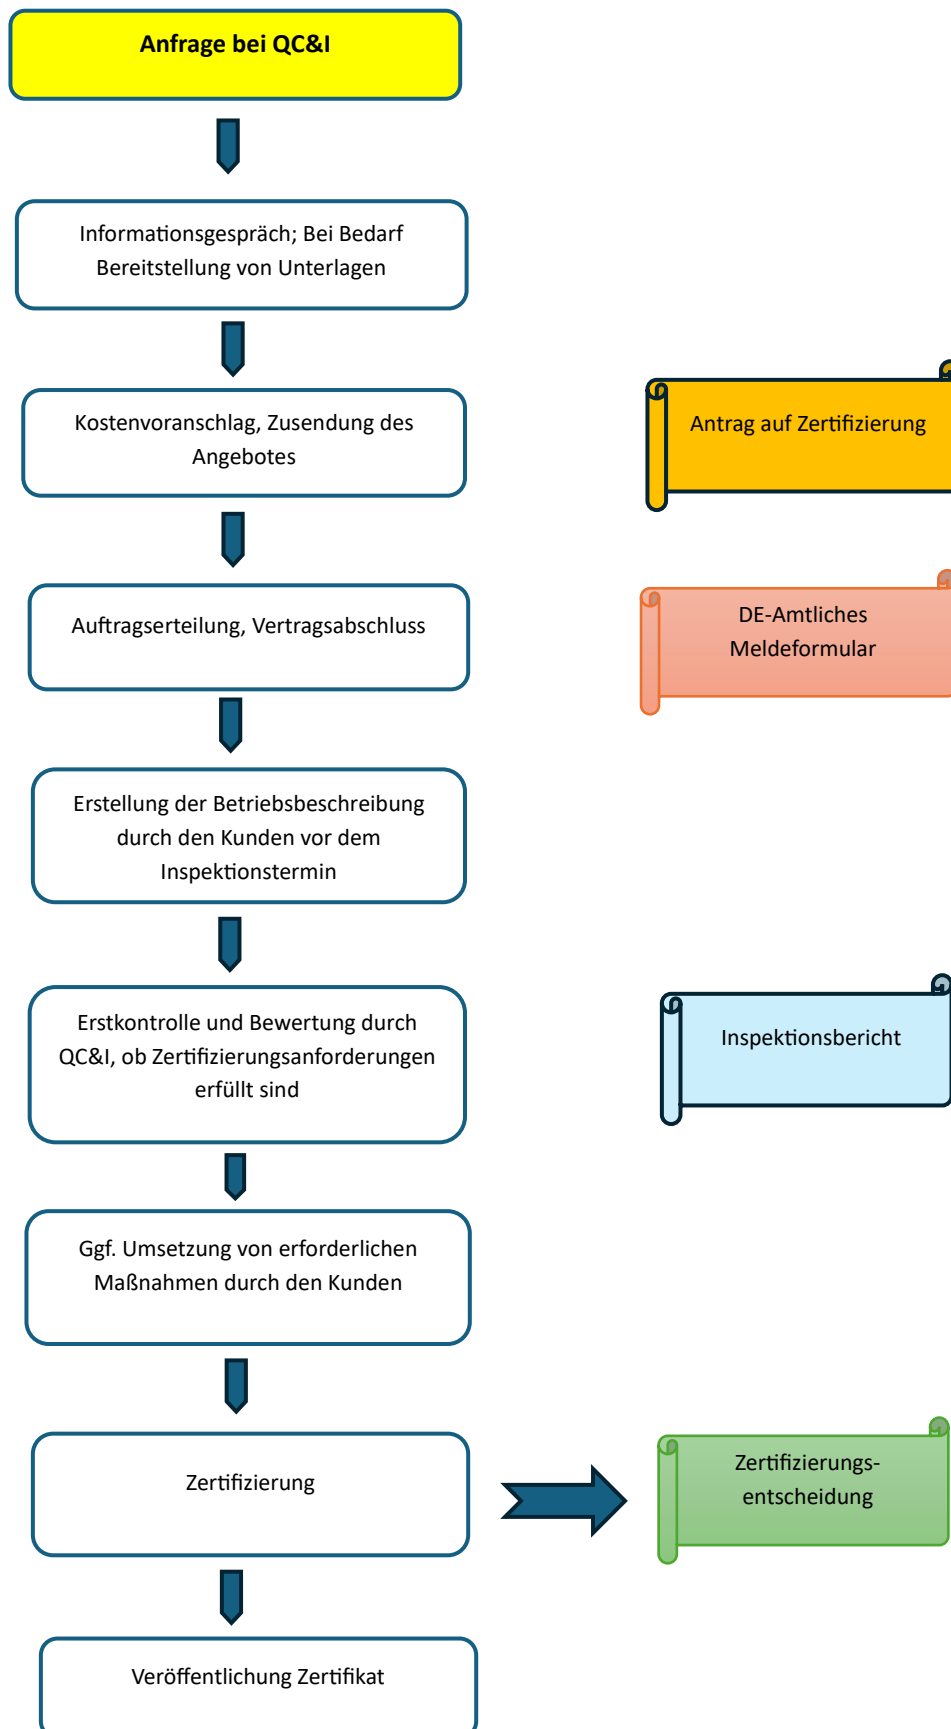 Anfrage bei QC&I
Informationsgespräch; Bei Bedarf
Bereitstellung von Unterlagen
Kostenvoranschlag, Zusendung des
Angebotes
Antrag auf Zertifizierung
Auftragserteilung, Vertragsabschluss
DE-Amtliches
Meldeformular
Erstellung der Betriebsbeschreibung
durch den Kunden vor dem
Inspektionstermin
Erstkontrolle und Bewertung durch
QC&I, ob Zertifizierungsanforderungen
erfüllt sind
Inspektionsbericht
Ggf. Umsetzung von erforderlichen
Maßnahmen durch den Kunden
Zertifizierung
Zertifizierungs-
entscheidung
Veröffentlichung Zertifikat